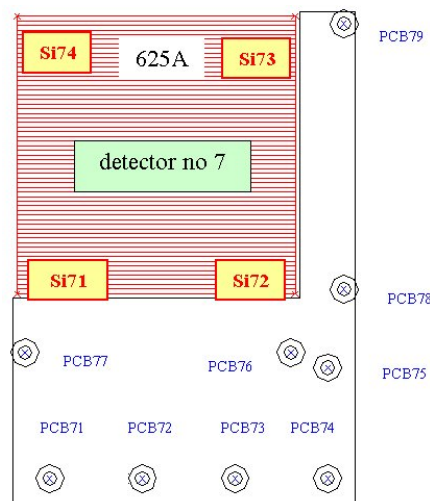 Si74 625A Si73
PCB79
detector no 7
Si71 Si72
PCB78
PCB77 PCB76 PCB75
PCB71 PCB72 PCB73 PCB74